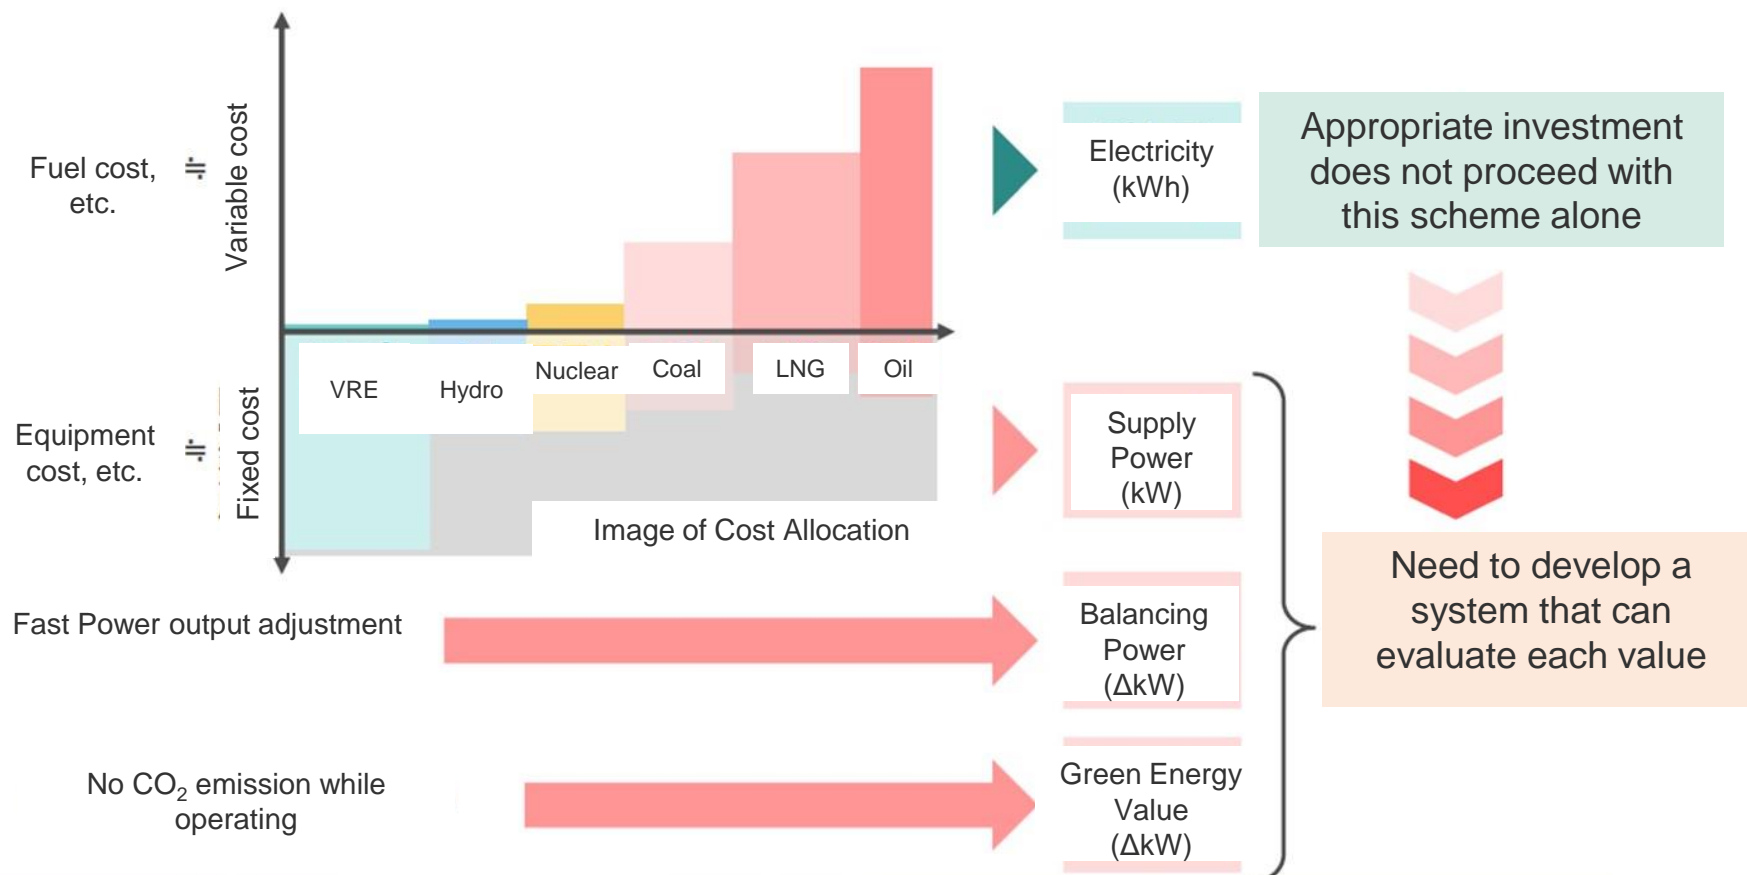 Fuel cost,
etc.
≒
Variable cost
Electricity
(kWh)
Appropriate investment
does not proceed with
this scheme alone
VRE
Hydro
Nuclear
Coal
LNG
Oil
Equipment
cost, etc.
≒
Fixed cost
Image of Cost Allocation
Supply
Power
(kW)
Need to develop a
system that can
evaluate each value
Fast Power output adjustment
Balancing
Power
(ΔkW)
No CO₂ emission while
operating
Green Energy
Value
(ΔkW)